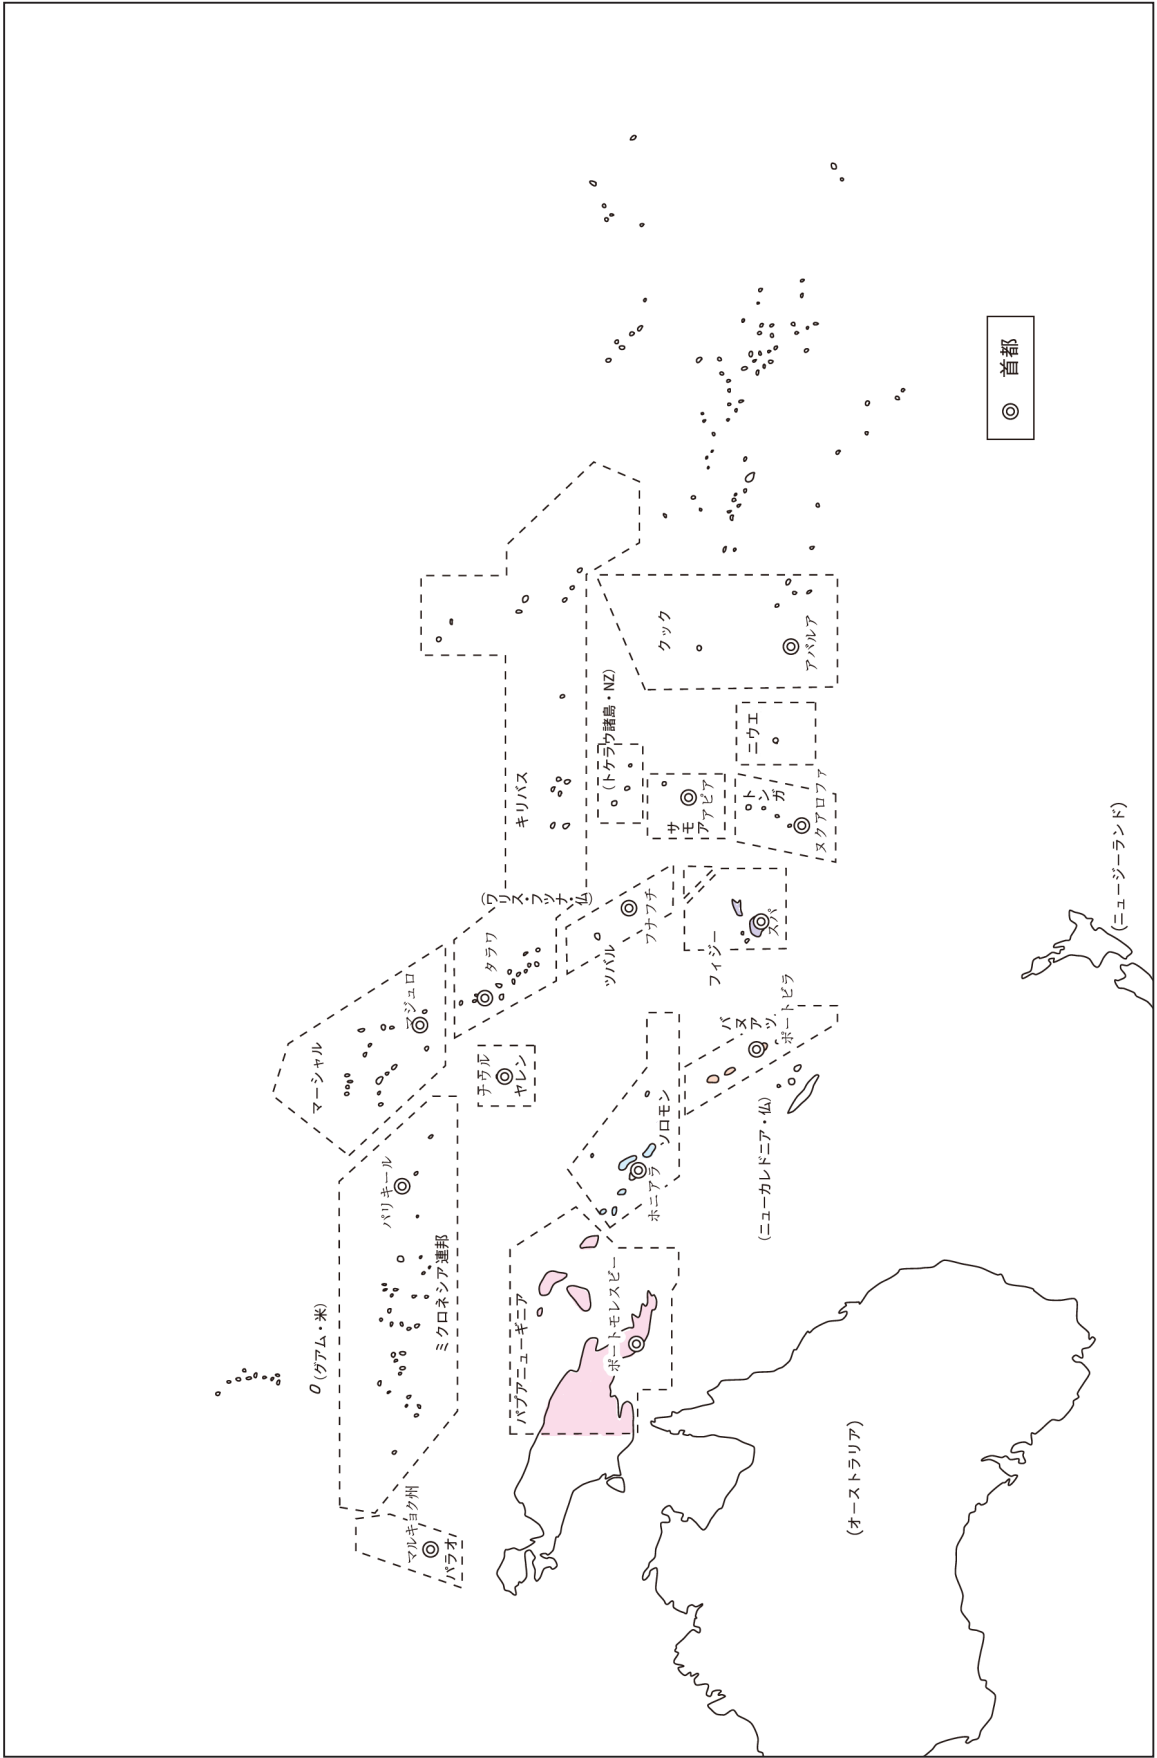 (グアム・米)
マーシャル
パリキール
マジュロ
マルキョク州
パラオ
ミクロネシア連邦
ナウル
ヤレン
タラワ
キリバス
(ワリス・フツナ・仏)
パプアニューギニア
ポートモレスビー
ツバル
フナフチ
(トケラウ諸島・NZ)
ソロモン
ホニアラ
クック
アパルア
サモア
アピア
フィジー
スバ
バヌアツ
ポートビラ
トンガ
ヌクアロファ
ニウエ
(ニューカレドニア・仏)
(オーストラリア)
◎ 首都
(ニュージーランド)